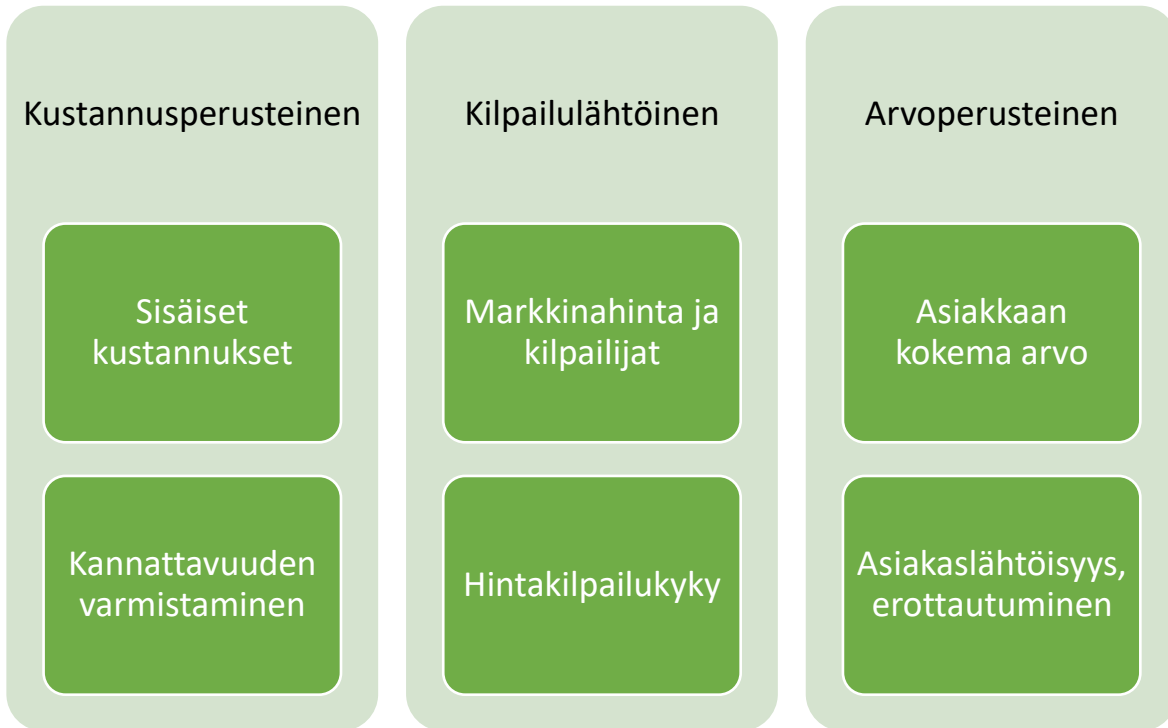 Kustannusperusteinen
Sisäiset
kustannukset
Kannattavuuden
varmistaminen
Kilpailulähtöinen
Markkinahinta ja
kilpailijat
Hintakilpailukyky
Arvoperusteinen
Asiakkaan
kokema arvo
Asiakaslähtöisyys,
erottautuminen